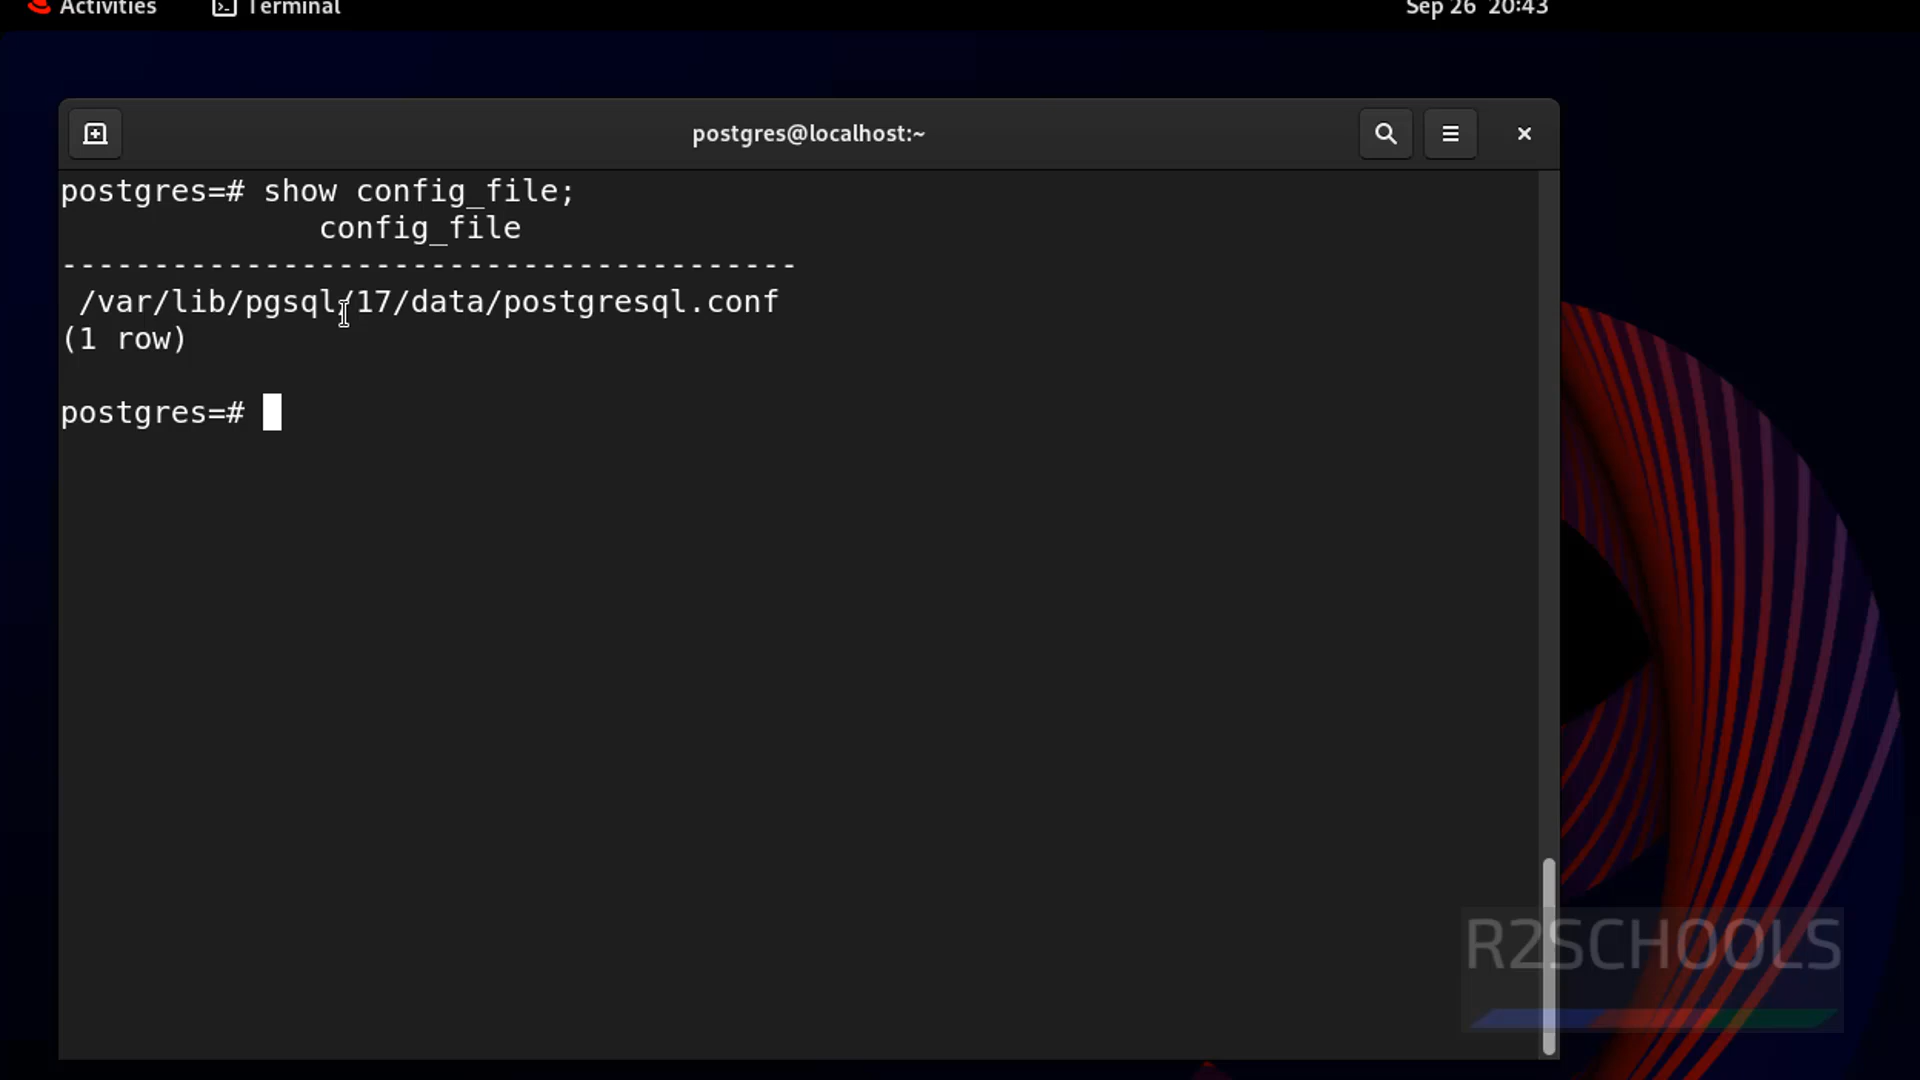 Activities Terminal Sep 26 20:43
postgres@localhost:~
postgres=# show config_file;
config_file
----------------------------------------
/var/lib/pgsql/17/data/postgresql.conf
(1 row)
postgres=#
R2SCHOOLS